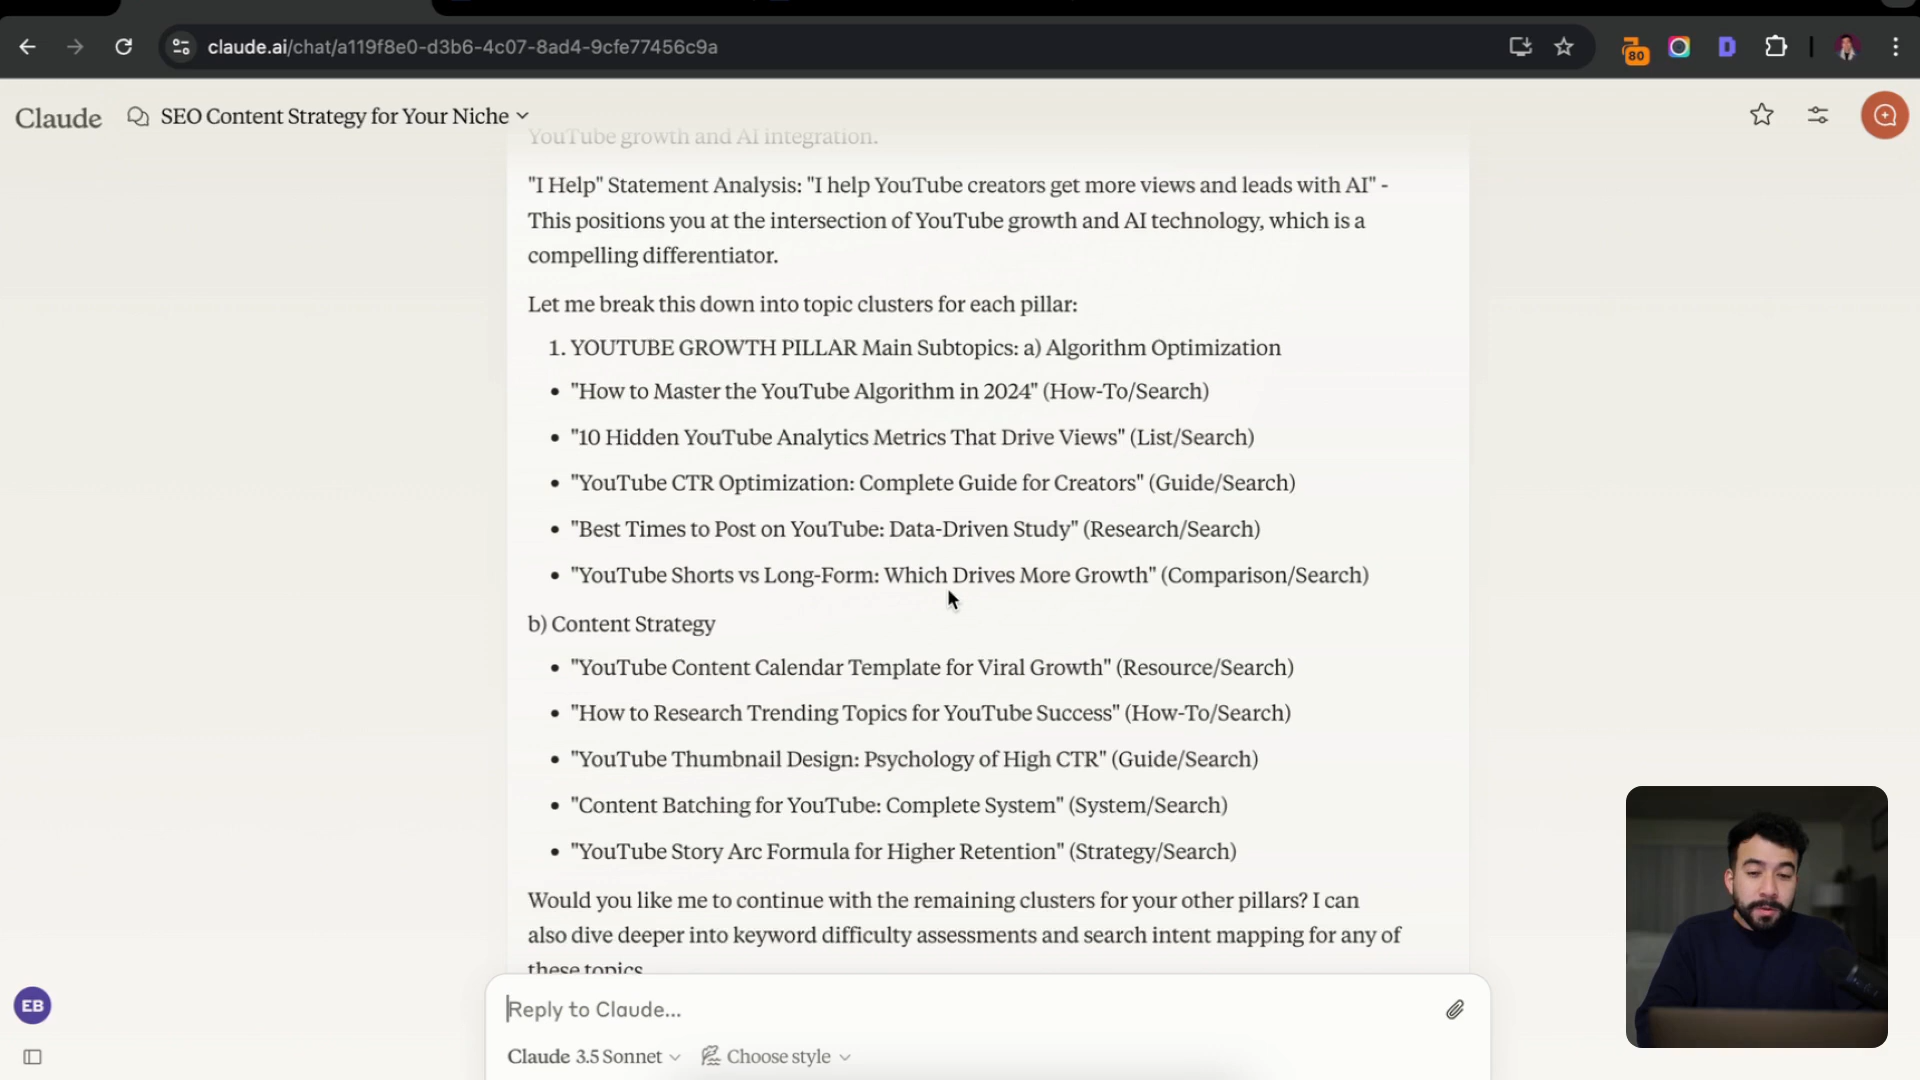 claude.ai/chat/a119f8e0-d3b6-4c07-8ad4-9cfe77456c9a
80
D
Claude
SEO Content Strategy for Your Niche
YouTube growth and AI integration.
"I Help" Statement Analysis: "I help YouTube creators get more views and leads with AI" -
This positions you at the intersection of YouTube growth and AI technology, which is a
compelling differentiator.
Let me break this down into topic clusters for each pillar:
1. YOUTUBE GROWTH PILLAR Main Subtopics: a) Algorithm Optimization
• "How to Master the YouTube Algorithm in 2024" (How-To/Search)
• "10 Hidden YouTube Analytics Metrics That Drive Views" (List/Search)
• "YouTube CTR Optimization: Complete Guide for Creators" (Guide/Search)
• "Best Times to Post on YouTube: Data-Driven Study" (Research/Search)
• "YouTube Shorts vs Long-Form: Which Drives More Growth" (Comparison/Search)
b) Content Strategy
• "YouTube Content Calendar Template for Viral Growth" (Resource/Search)
• "How to Research Trending Topics for YouTube Success" (How-To/Search)
• "YouTube Thumbnail Design: Psychology of High CTR" (Guide/Search)
• "Content Batching for YouTube: Complete System" (System/Search)
• "YouTube Story Arc Formula for Higher Retention" (Strategy/Search)
Would you like me to continue with the remaining clusters for your other pillars? I can
also dive deeper into keyword difficulty assessments and search intent mapping for any of
these topics
EB
Reply to Claude...
Claude 3.5 Sonnet
Choose style